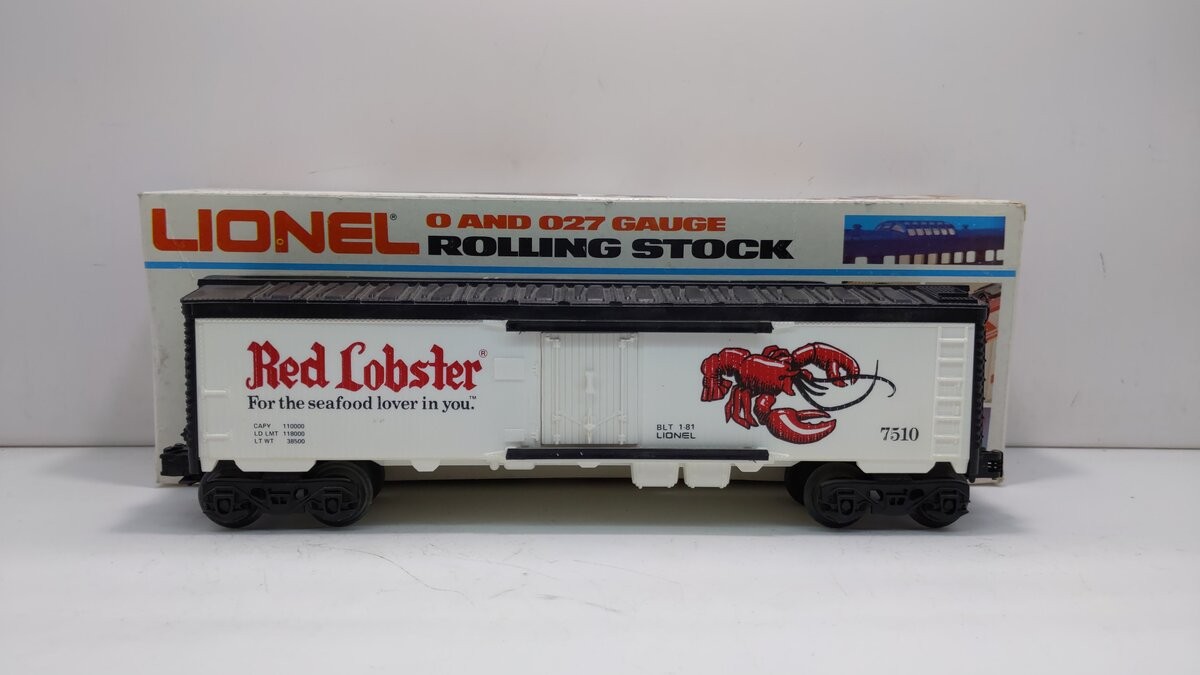 LIONEL®
O AND O27 GAUGE
ROLLING STOCK
Red Lobster®
For the seafood lover in you.™
CAPY 110000
LD LMT 118000
LT WT 38500
BLT 1-81
LIONEL
7510